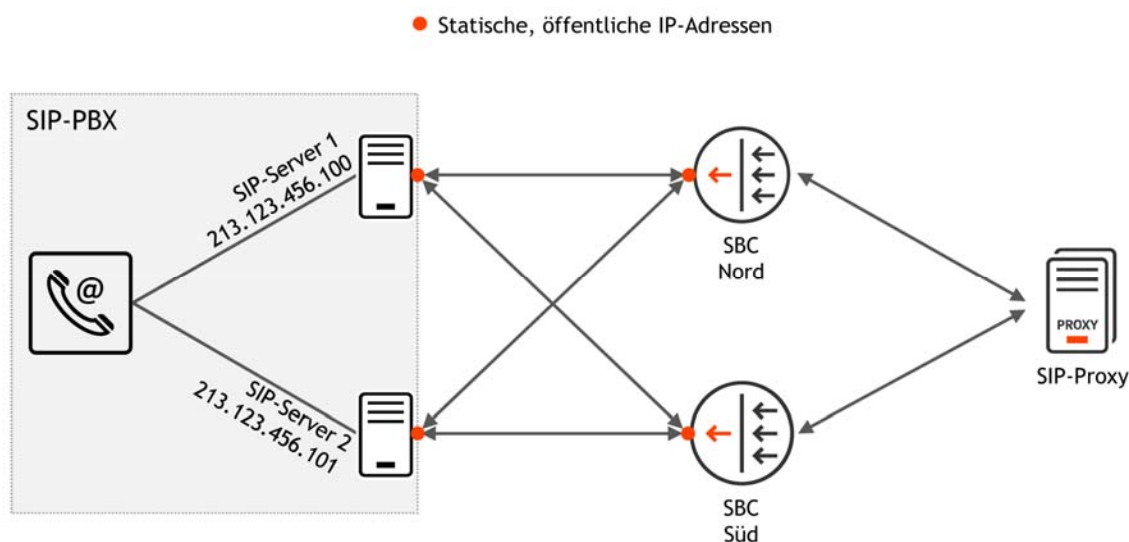 Statische, öffentliche IP-Adressen
SIP-PBX
SIP-Server 1
213.123.456.100
@
SIP-Server 2
213.123.456.101
SBC
Nord
SBC
Süd
PROXY
SIP-Proxy